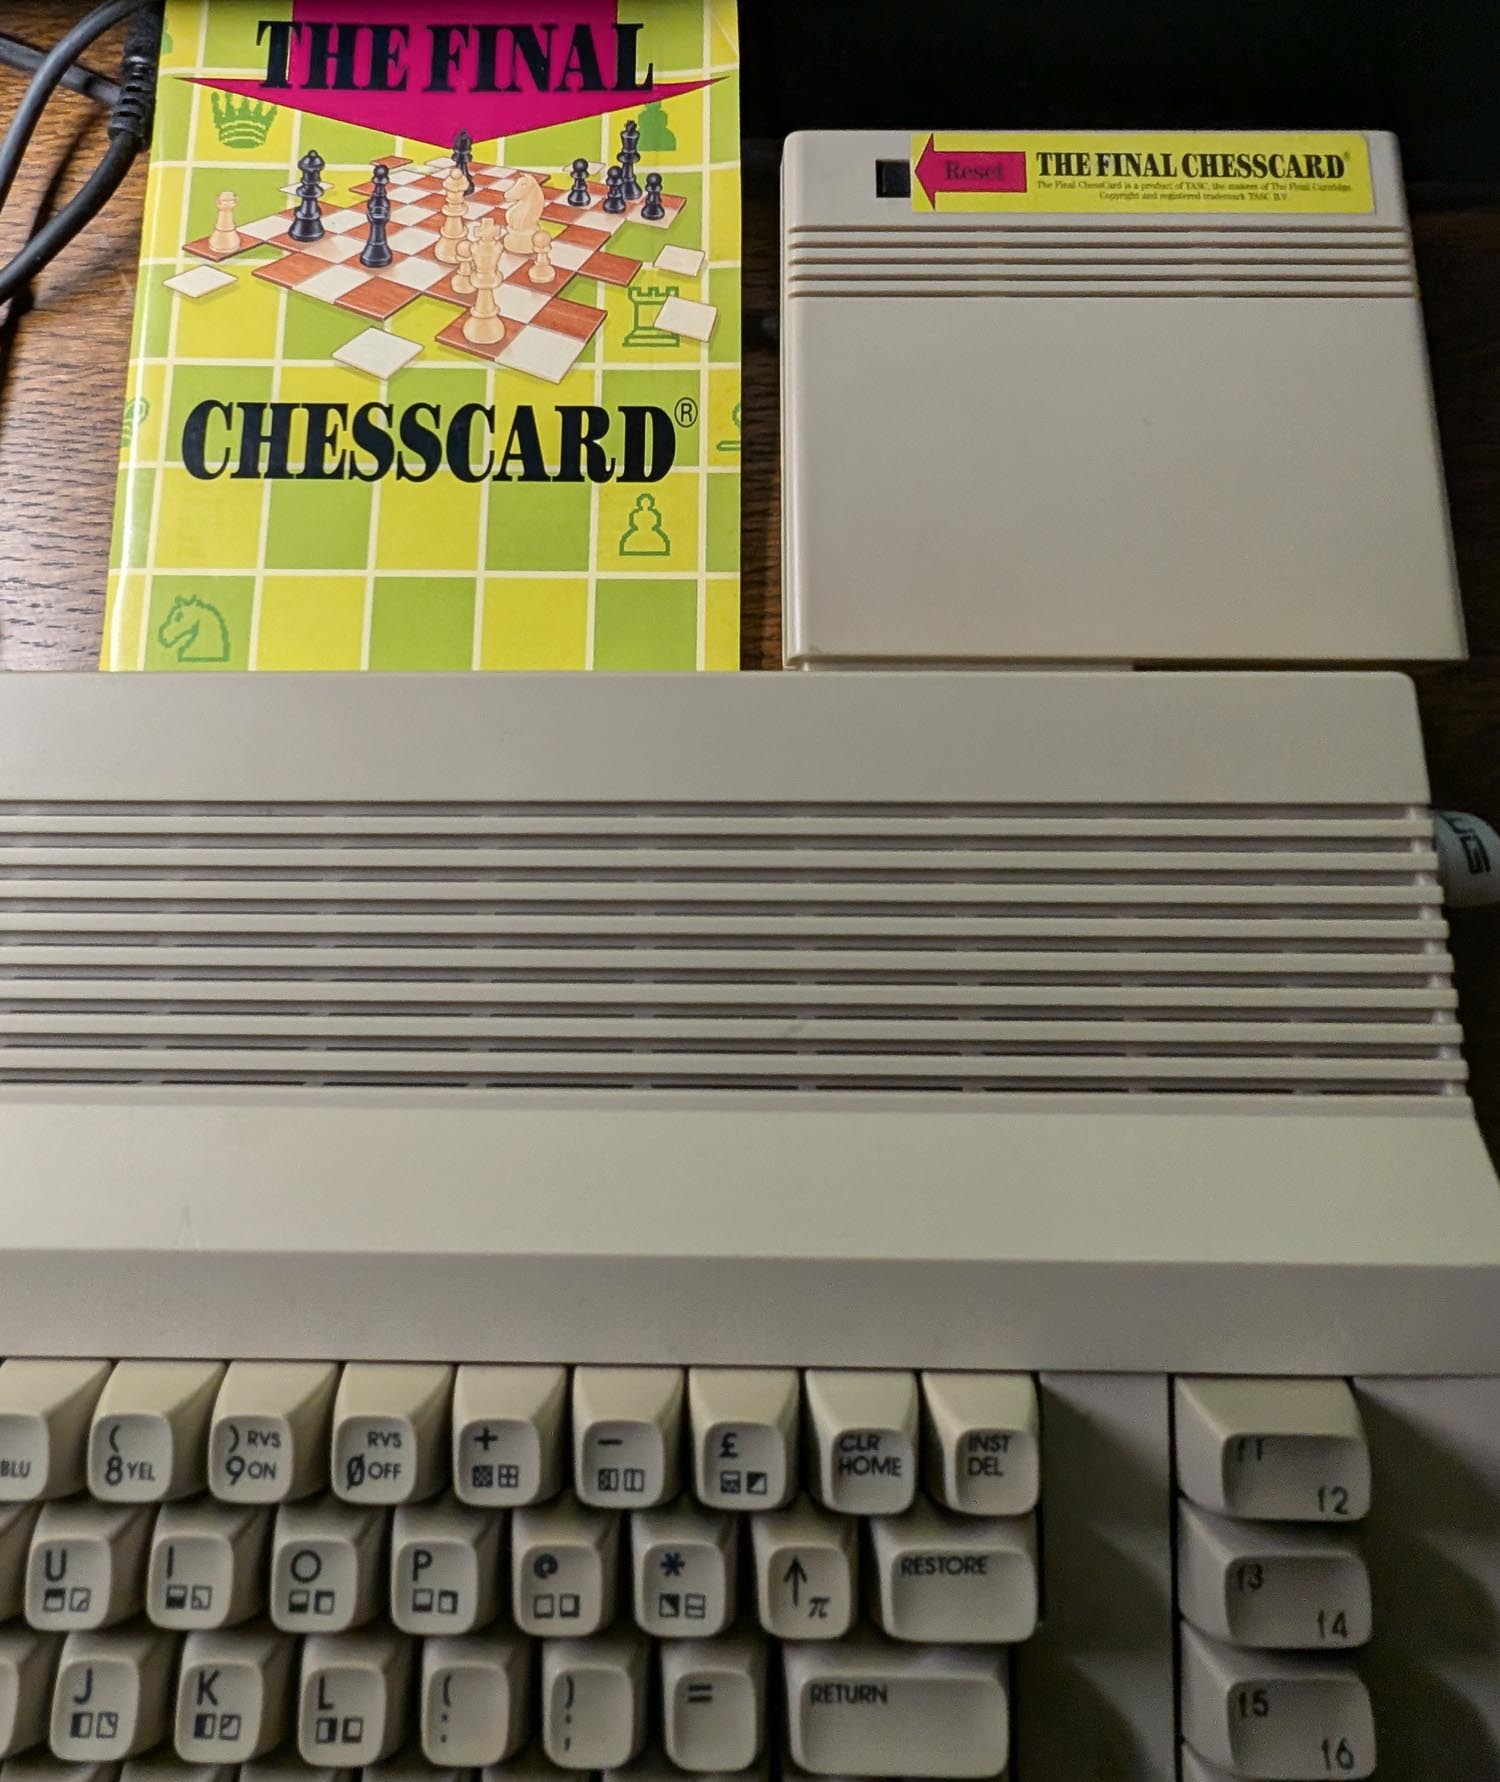 THE FINAL
CHESSCARD®
Reset
THE FINAL CHESSCARD®
The Final ChessCard is a product of TASC, the makers of The Final Cartridge.
Copyright and registered trademark TASC B.V.
BLU
( 8 YEL
) RVS 9 ON
RVS 0 OFF
+
-
£
CLR HOME
INST DEL
f1
f2
U
I
O
P
@
*
↑ π
RESTORE
f3
f4
J
K
L
[ :
] ;
=
RETURN
f5
f6